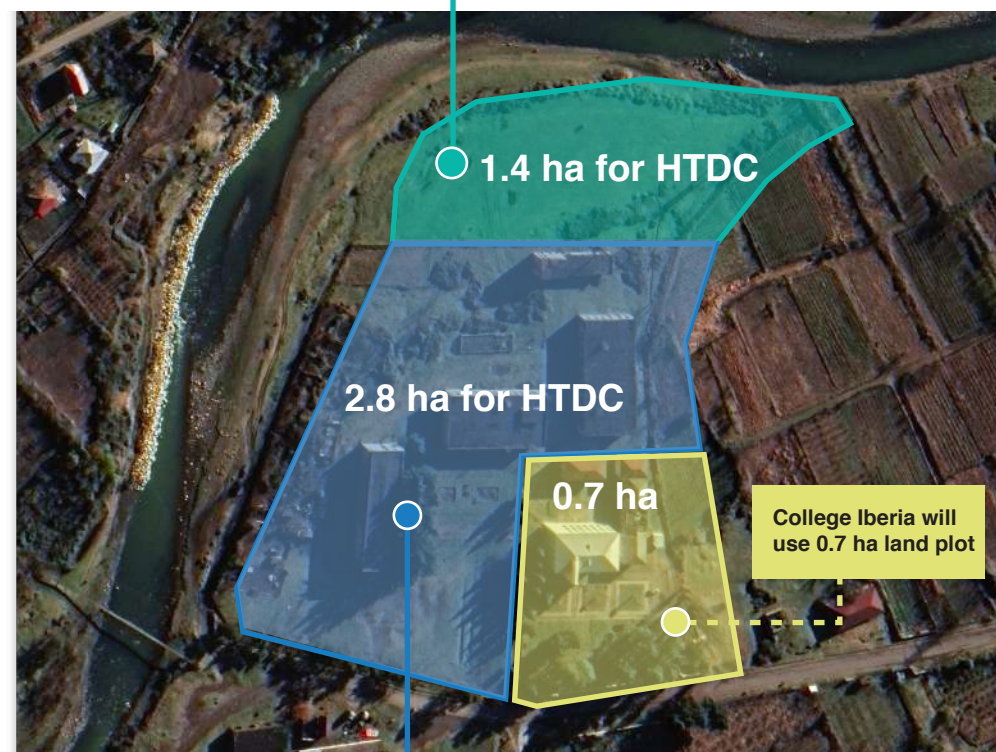 1.4 ha for HTDC
2.8 ha for HTDC
0.7 ha
College Iberia will
use 0.7 ha land plot